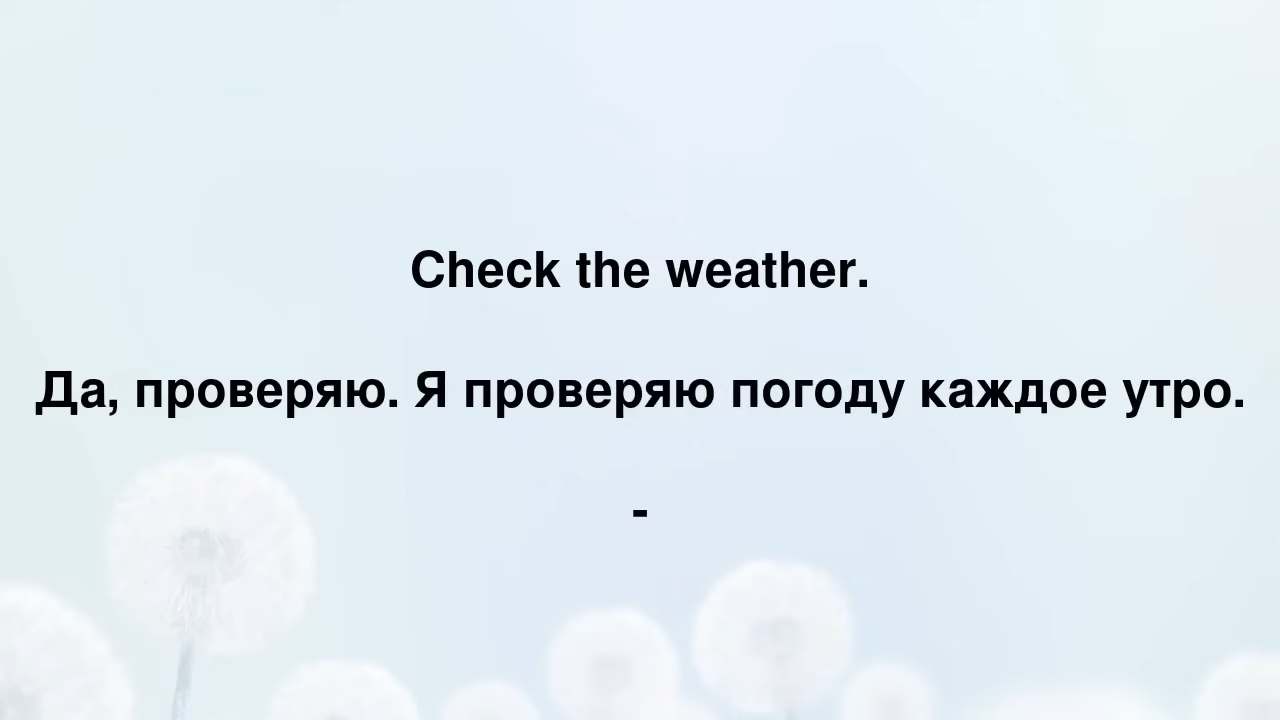 Check the weather.
Да, проверяю. Я проверяю погоду каждое утро.
-